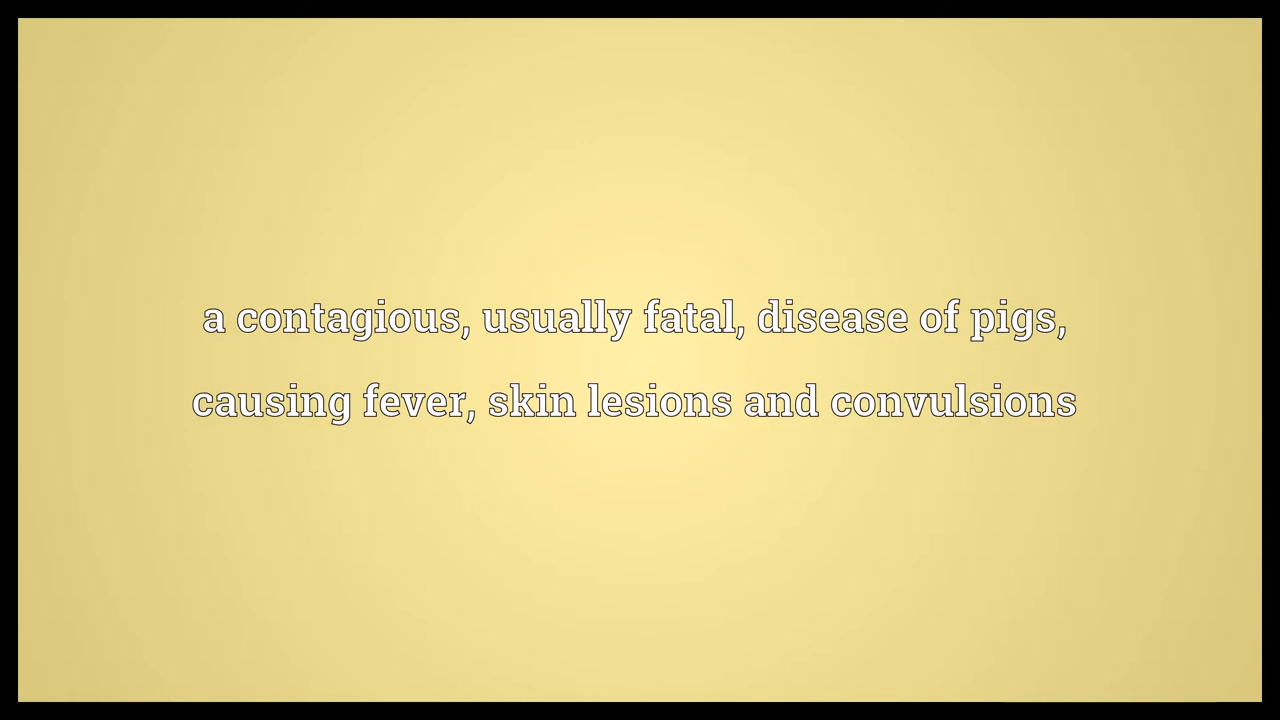 a contagious, usually fatal, disease of pigs,
causing fever, skin lesions and convulsions